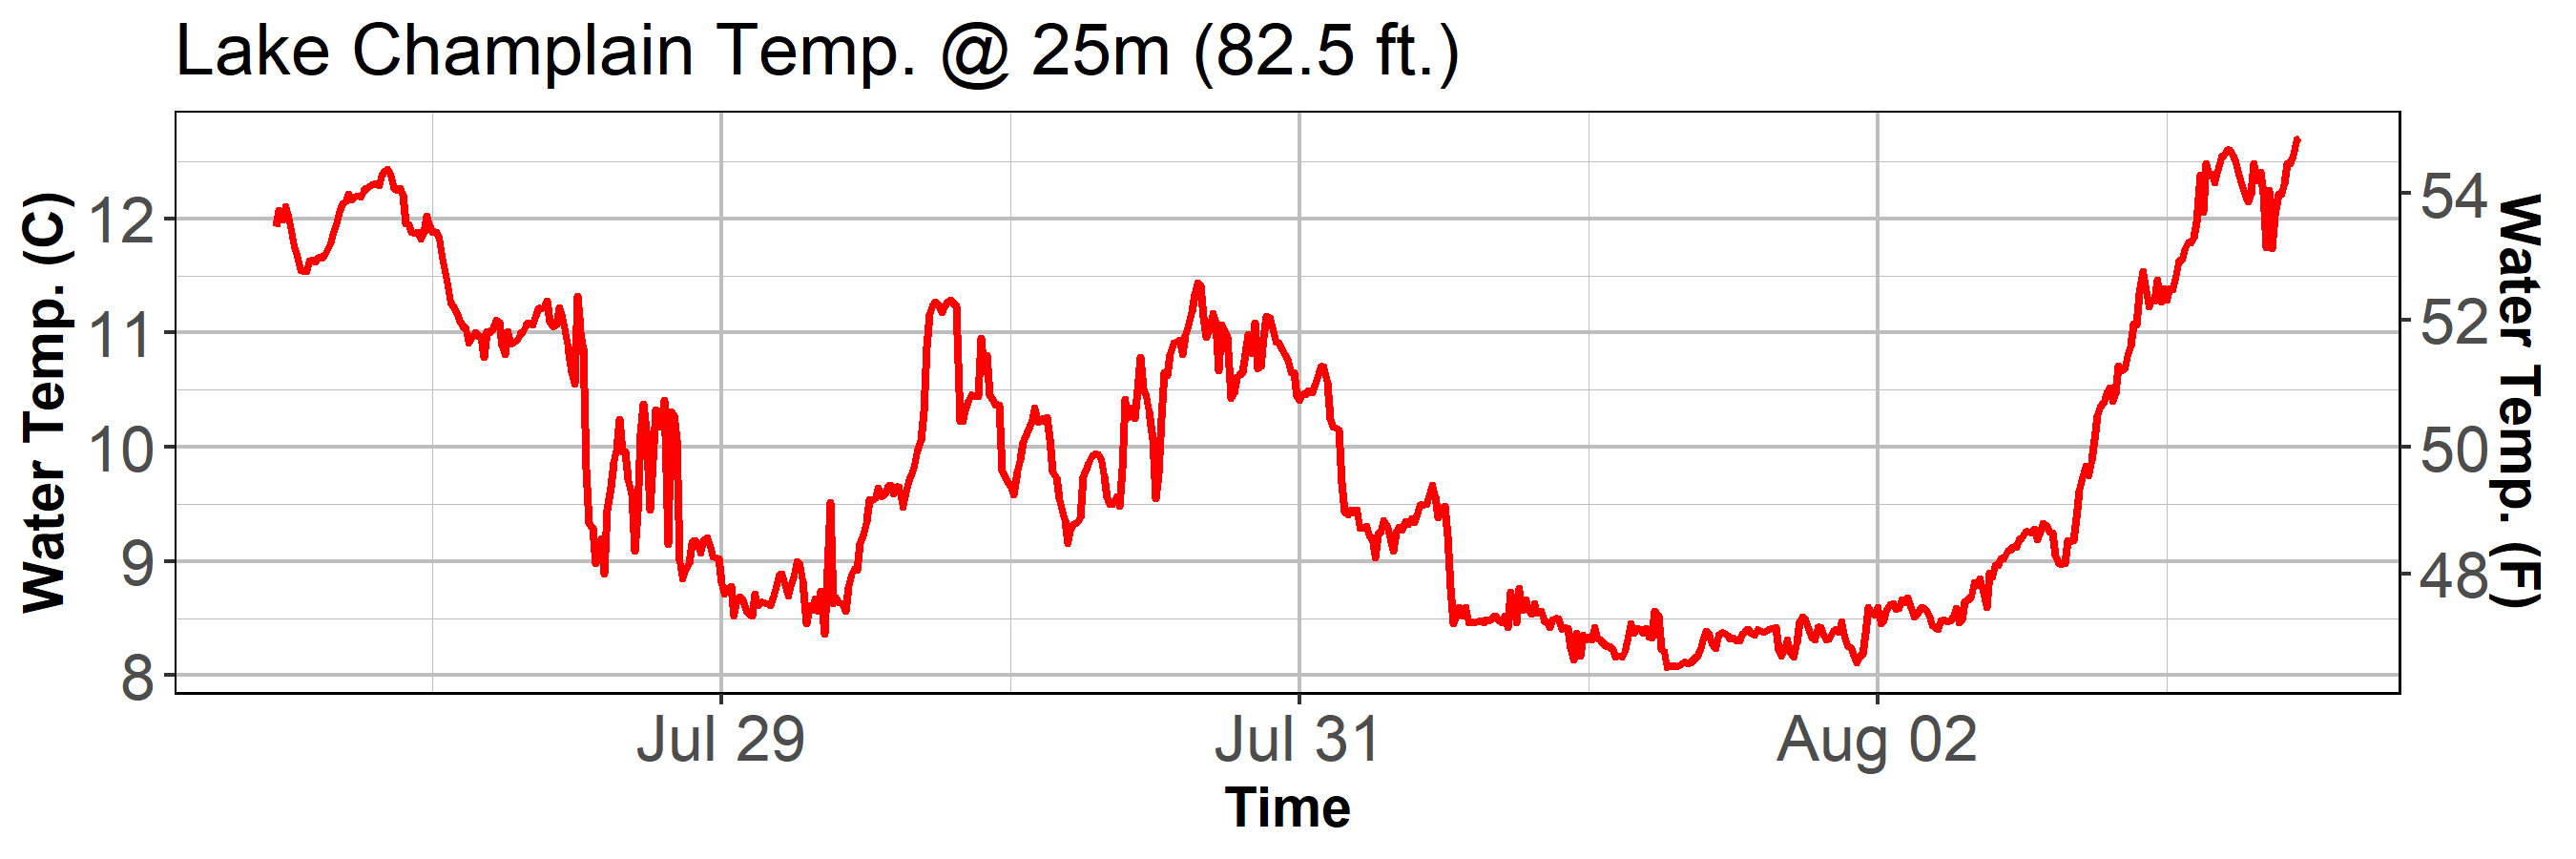 Lake Champlain Temp. @ 25m (82.5 ft.)
Water Temp. (C)
12
11
10
9
8
54
52
50
48
Water Temp. (F)
Jul 29
Jul 31
Aug 02
Time